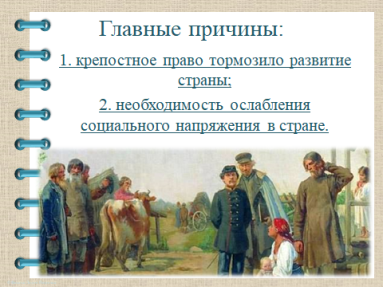 Главные причины:
1. крепостное право тормозило развитие
страны;
2. необходимость ослабления
социального напряжения в стране.